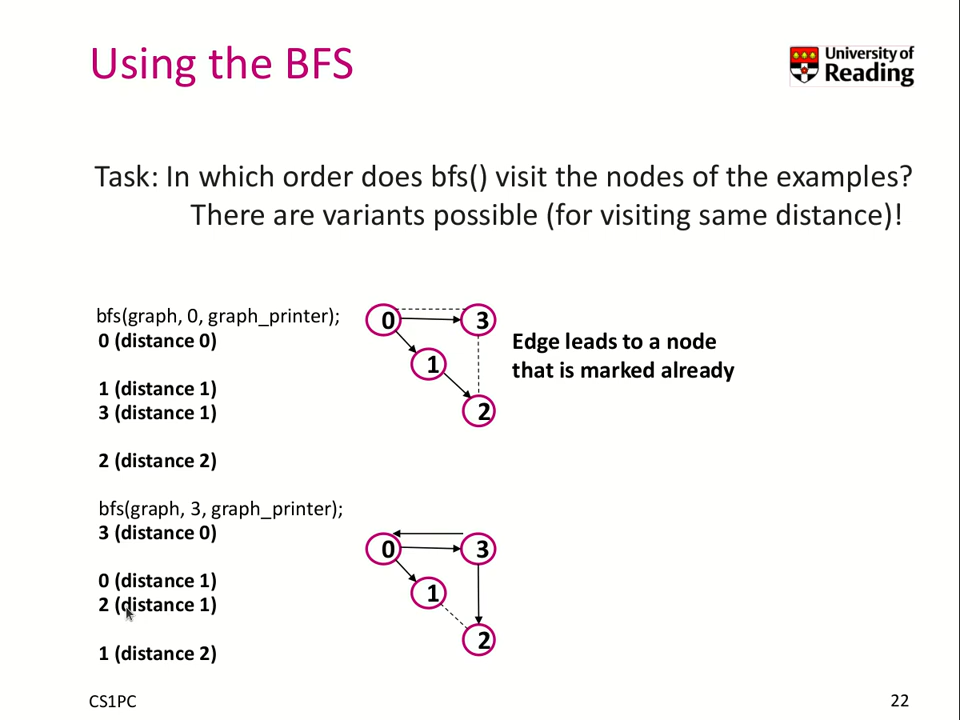 Using the BFS
University of
Reading
Task: In which order does bfs() visit the nodes of the examples?
There are variants possible (for visiting same distance)!
bfs(graph, 0, graph_printer);
0 (distance 0)
1 (distance 1)
3 (distance 1)
2 (distance 2)
0
3
1
2
Edge leads to a node
that is marked already
bfs(graph, 3, graph_printer);
3 (distance 0)
0 (distance 1)
2 (distance 1)
1 (distance 2)
0
3
1
2
CS1PC
22